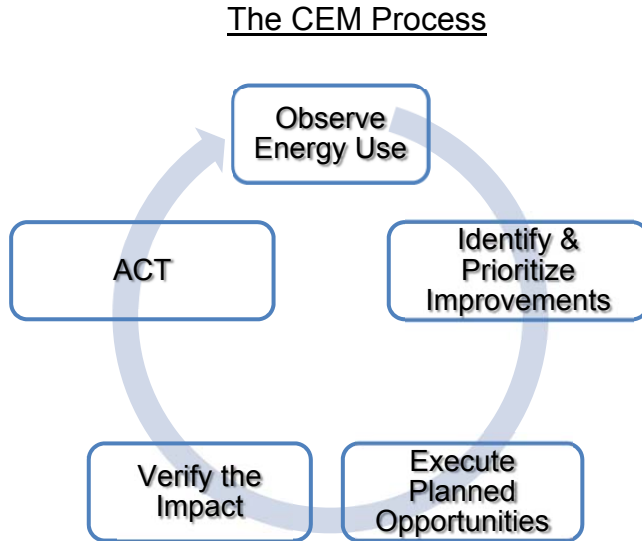 The CEM Process
Observe
Energy Use
Identify &
Prioritize
Improvements
Execute
Planned
Opportunities
Verify the
Impact
ACT